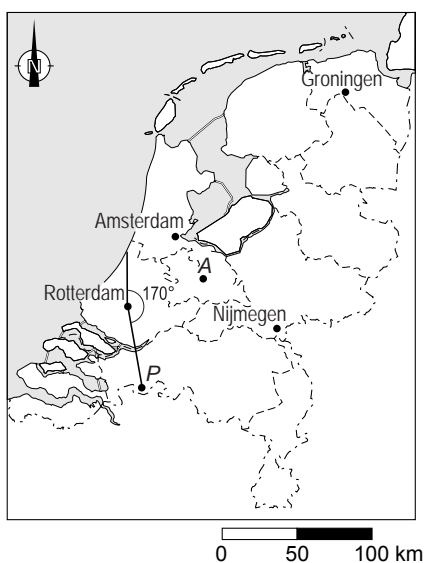 N
Groningen
Amsterdam
A
Rotterdam
170°
Nijmegen
P
0 50 100 km